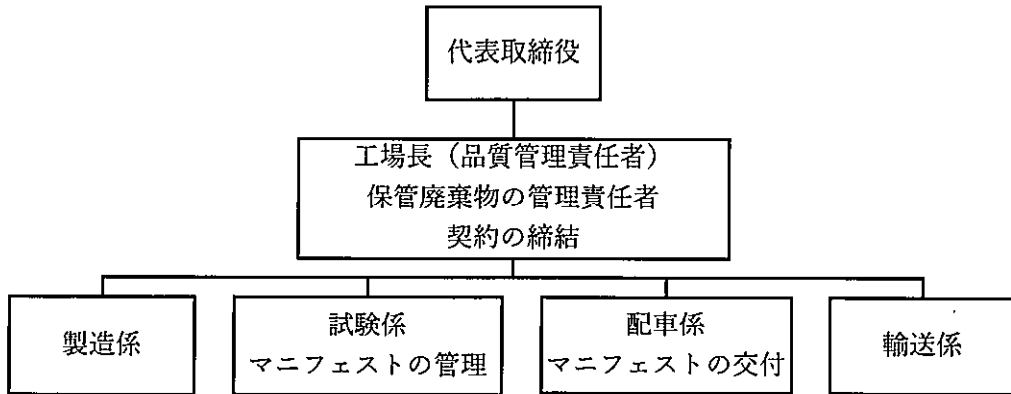 代表取締役
工場長（品質管理責任者）
保管廃棄物の管理責任者
契約の締結
製造係
試験係
マニフェストの管理
配車係
マニフェストの交付
輸送係